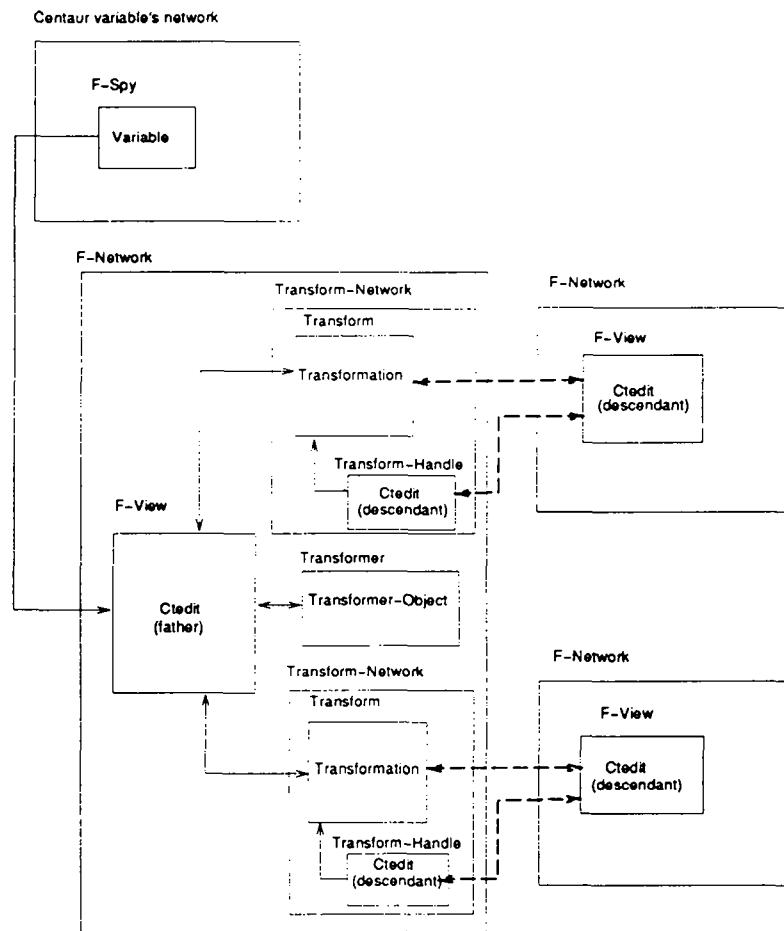 Centaur variable's network
F-Spy
Variable
F-Network
Transform-Network
Transform
Transformation
Transform-Handle
Ctedit
(descendant)
F-Network
F-View
Ctedit
(descendant)
F-View
Ctedit
(father)
Transformer
Transformer-Object
Transform-Network
Transform
Transformation
Transform-Handle
Ctedit
(descendant)
F-Network
F-View
Ctedit
(descendant)